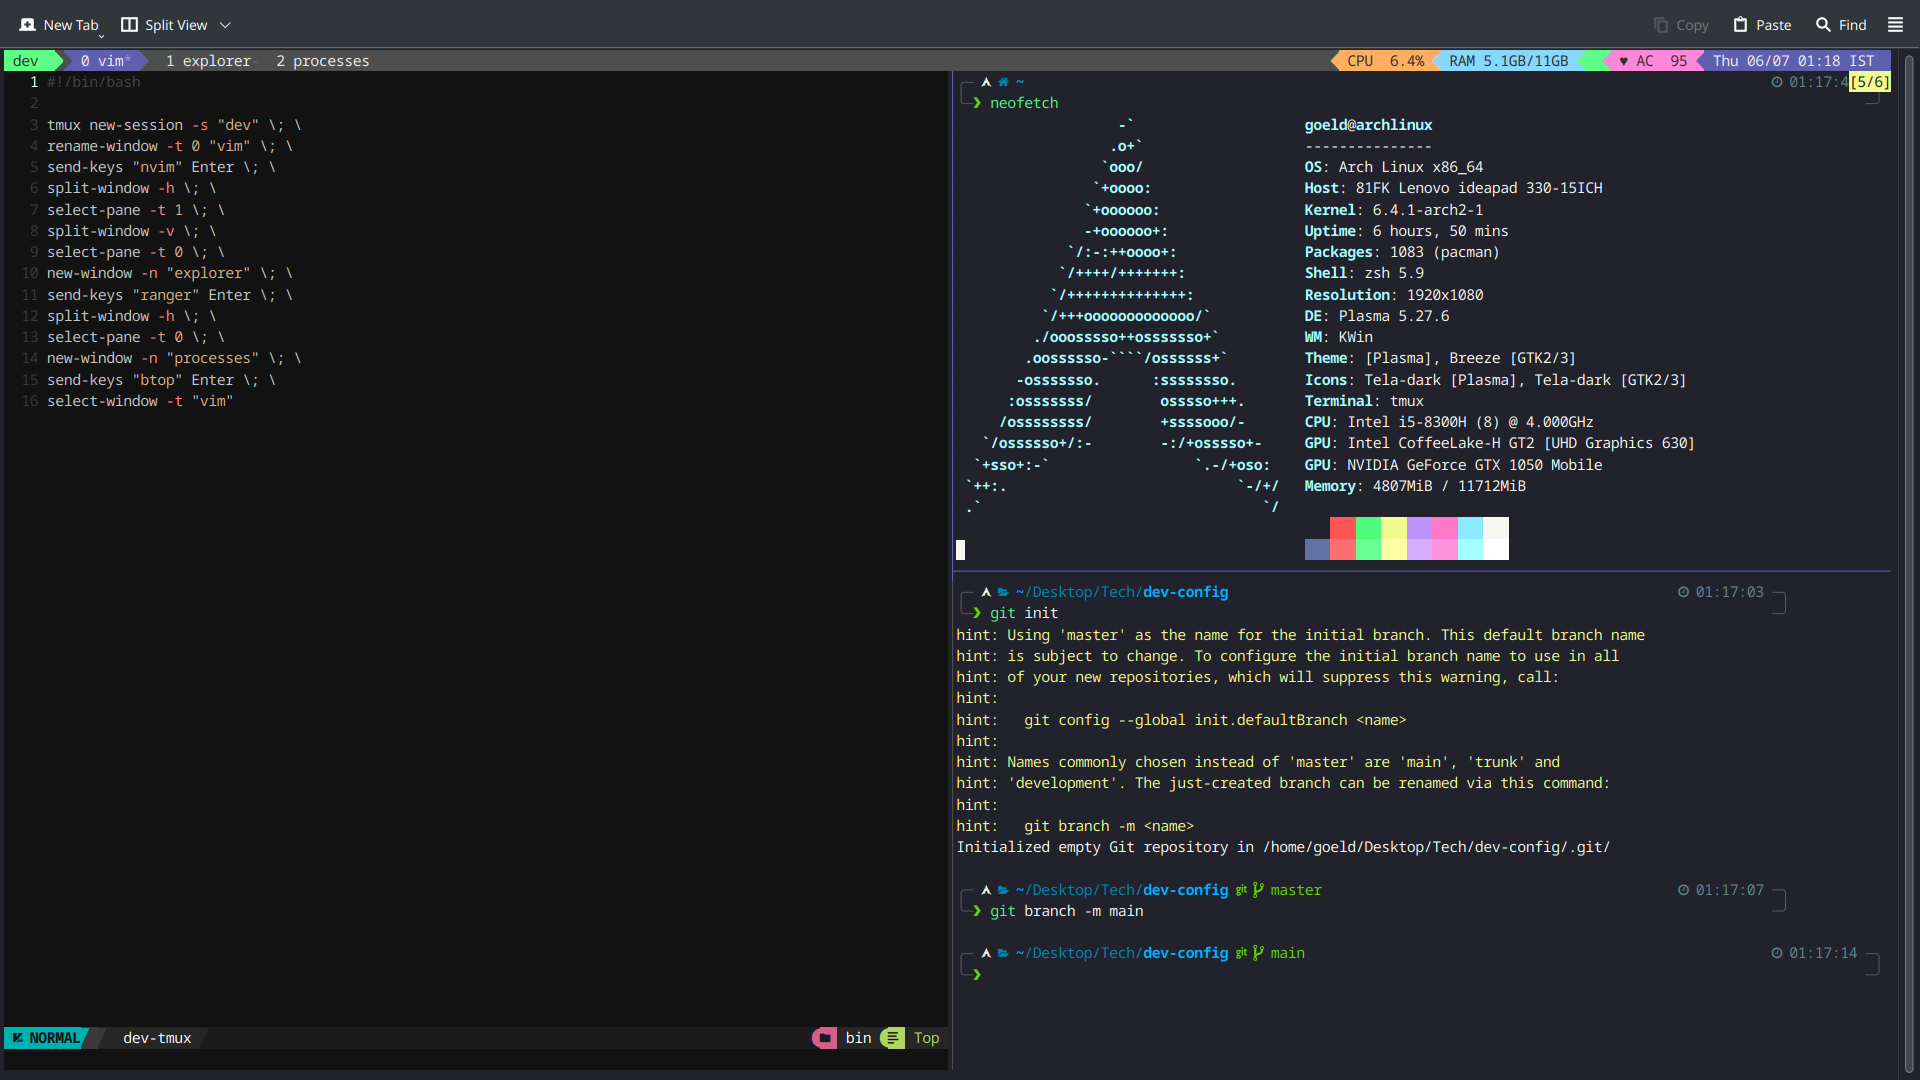 New Tab Split View Copy Paste Find
dev 0 vim* 1 explorer- 2 processes CPU 6.4% RAM 5.1GB/11GB ♥ AC 95 Thu 06/07 01:18 IST
1 #!/bin/bash
2
3 tmux new-session -s "dev" \; \
4 rename-window -t 0 "vim" \; \
5 send-keys "nvim" Enter \; \
6 split-window -h \; \
7 select-pane -t 1 \; \
8 split-window -v \; \
9 select-pane -t 0 \; \
10 new-window -n "explorer" \; \
11 send-keys "ranger" Enter \; \
12 split-window -h \; \
13 select-pane -t 0 \; \
14 new-window -n "processes" \; \
15 send-keys "btop" Enter \; \
16 select-window -t "vim"
NORMAL dev-tmux bin Top
~ 01:17:4[5/6]
❯ neofetch
-`
.o+`
`ooo/
`+oooo:
`+oooooo:
-+oooooo+:
`/:-:++oooo+:
`/++++/+++++++:
`/++++++++++++++:
`/+++ooooooooooooo/`
./ooosssso++osssssso+`
.oossssso-````/ossssss+`
-osssssso. :ssssssso.
:osssssss/ osssso+++.
/ossssssss/ +ssssooo/-
`/ossssso+/:- -:/+osssso+-
`+sso+:-` `.-/+oso:
`++:. `-/+/
.` `/
goeld@archlinux
---------------
OS: Arch Linux x86_64
Host: 81FK Lenovo ideapad 330-15ICH
Kernel: 6.4.1-arch2-1
Uptime: 6 hours, 50 mins
Packages: 1083 (pacman)
Shell: zsh 5.9
Resolution: 1920x1080
DE: Plasma 5.27.6
WM: KWin
Theme: [Plasma], Breeze [GTK2/3]
Icons: Tela-dark [Plasma], Tela-dark [GTK2/3]
Terminal: tmux
CPU: Intel i5-8300H (8) @ 4.000GHz
GPU: Intel CoffeeLake-H GT2 [UHD Graphics 630]
GPU: NVIDIA GeForce GTX 1050 Mobile
Memory: 4807MiB / 11712MiB
~/Desktop/Tech/dev-config 01:17:03
❯ git init
hint: Using 'master' as the name for the initial branch. This default branch name
hint: is subject to change. To configure the initial branch name to use in all
hint: of your new repositories, which will suppress this warning, call:
hint:
hint: git config --global init.defaultBranch <name>
hint:
hint: Names commonly chosen instead of 'master' are 'main', 'trunk' and
hint: 'development'. The just-created branch can be renamed via this command:
hint:
hint: git branch -m <name>
Initialized empty Git repository in /home/goeld/Desktop/Tech/dev-config/.git/
~/Desktop/Tech/dev-config git master 01:17:07
❯ git branch -m main
~/Desktop/Tech/dev-config git main 01:17:14
❯